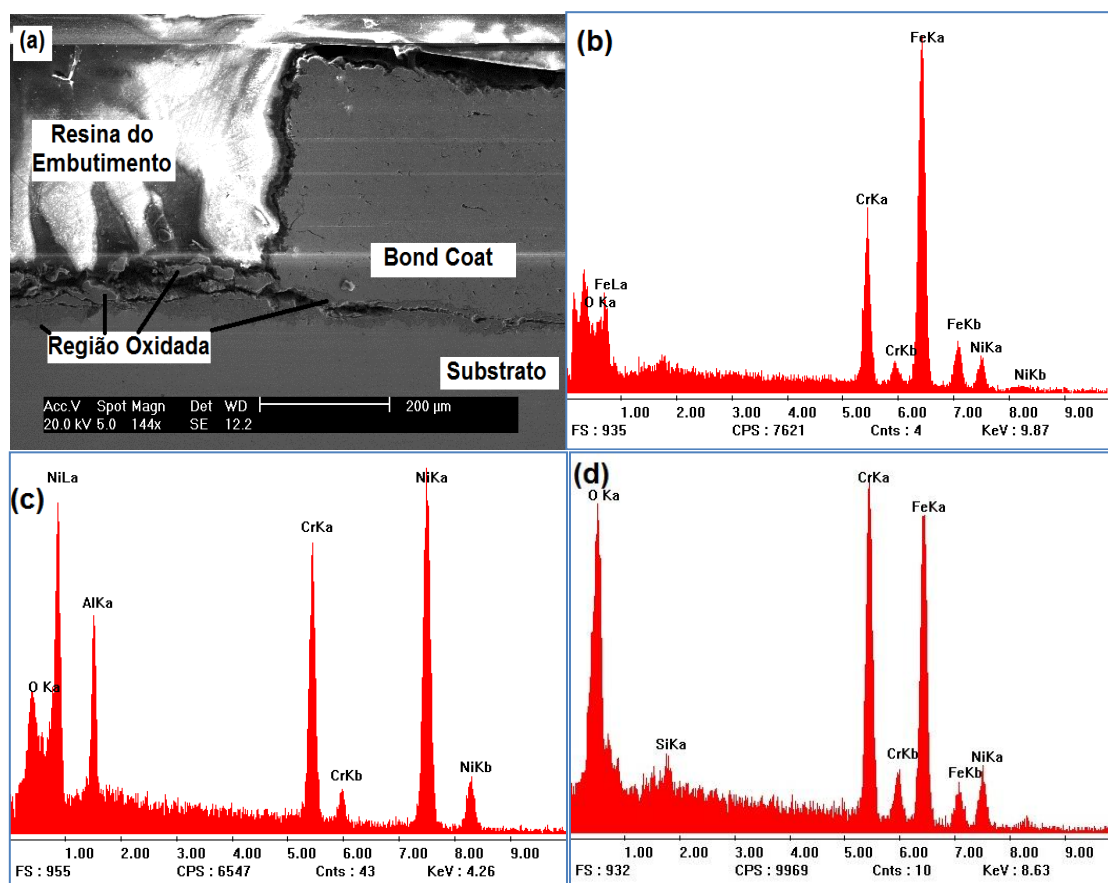 (a)
Resina do
Embutimento
Bond Coat
Região Oxidada
Substrato
Acc.V Spot Magn Det WD 200 µm
20.0 kV 5.0 144x SE 12.2
(b)
FeKa
CrKa
FeLa
O Ka
CrKb
FeKb
NiKa
NiKb
1.00 2.00 3.00 4.00 5.00 6.00 7.00 8.00 9.00
FS : 935 CPS : 7621 Cnts : 4 KeV : 9.87
(c)
NiLa
NiKa
CrKa
AlKa
O Ka
CrKb
NiKb
1.00 2.00 3.00 4.00 5.00 6.00 7.00 8.00 9.00
FS : 955 CPS : 6547 Cnts : 43 KeV : 4.26
(d)
CrKa
O Ka
FeKa
SiKa
CrKb
NiKa
FeKb
1.00 2.00 3.00 4.00 5.00 6.00 7.00 8.00 9.00
FS : 932 CPS : 9969 Cnts : 10 KeV : 8.63